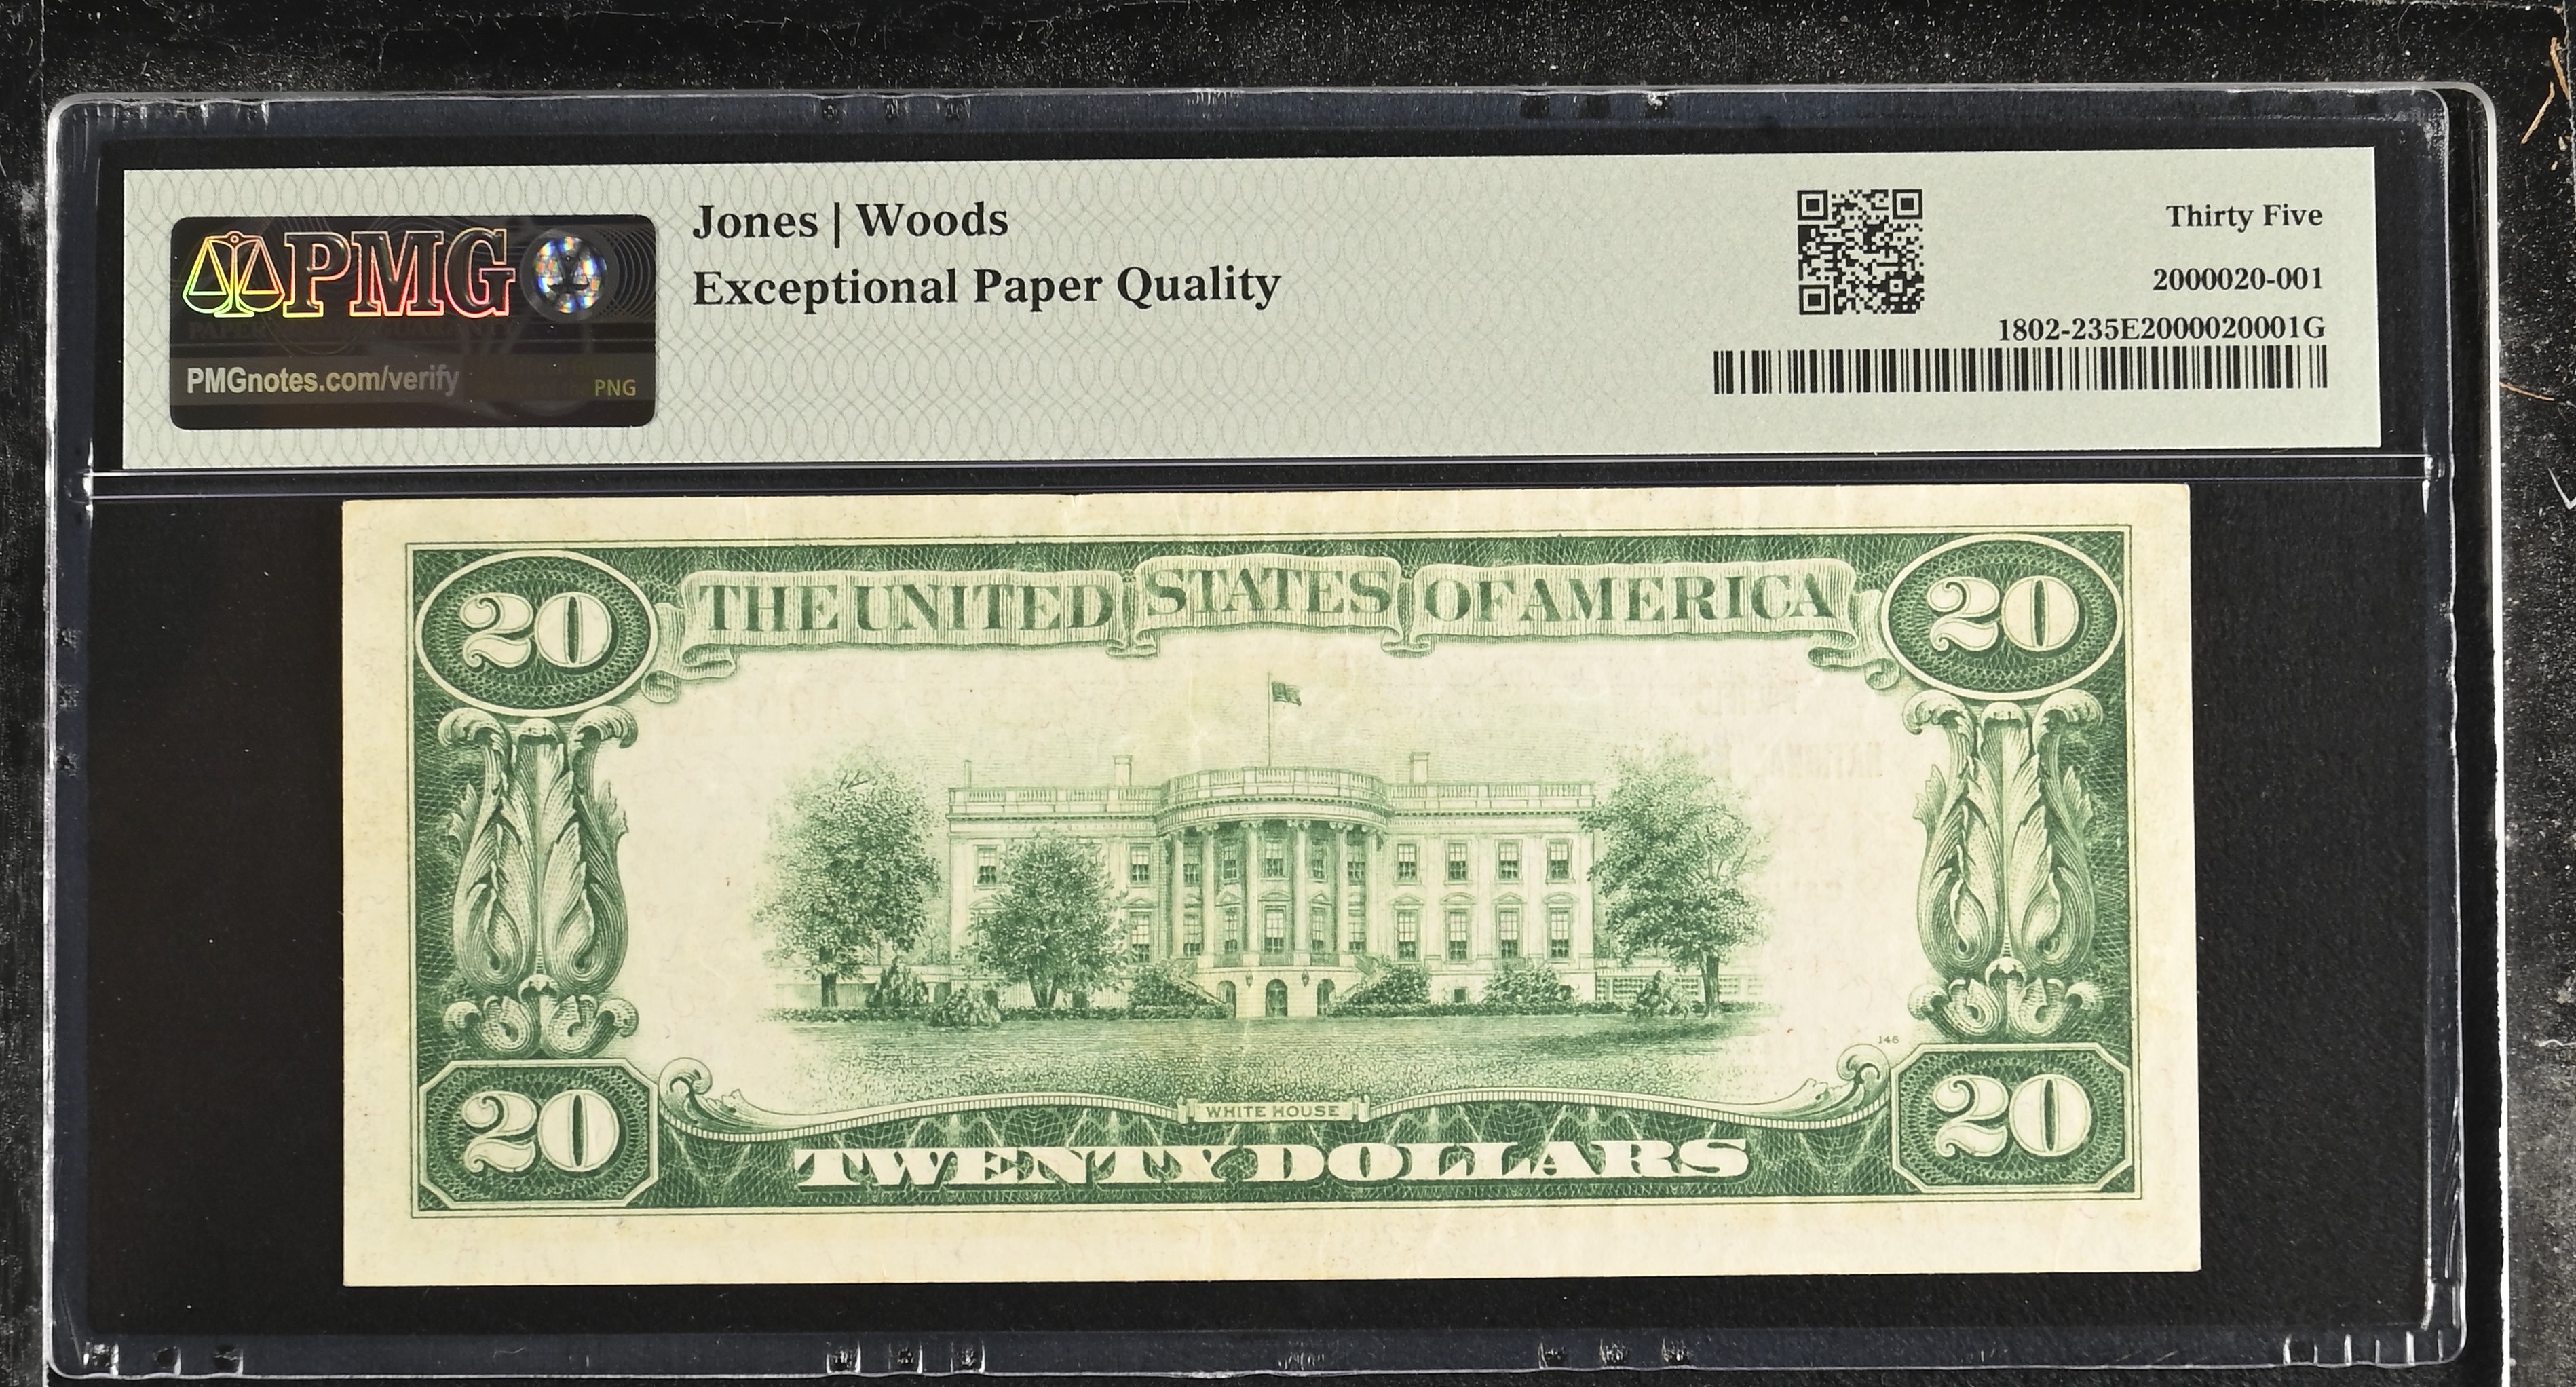 PMG
PMGnotes.com/verify
PNG
Jones | Woods
Exceptional Paper Quality
Thirty Five
2000020-001
1802-235E2000020001G
20
THE UNITED STATES OF AMERICA
20
146
20
WHITE HOUSE
TWENTY DOLLARS
20